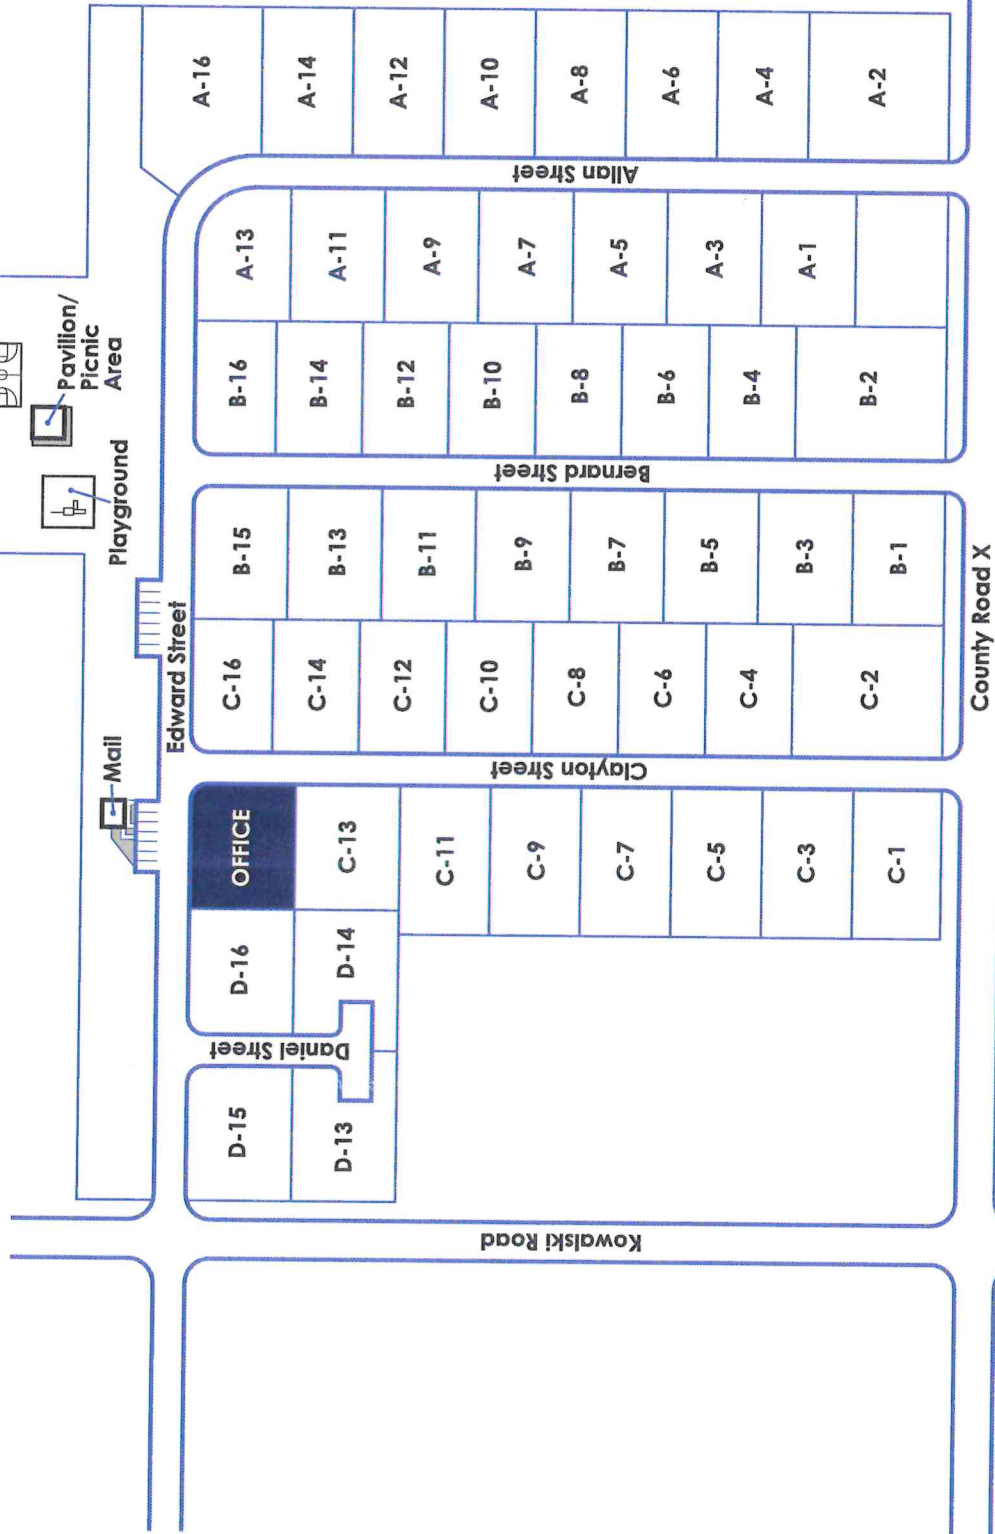 Pavilion/
Picnic
Area
Playground
Mail
Edward Street
A-16
A-14
A-12
A-10
A-8
A-6
A-4
A-2
Allan Street
A-13
A-11
A-9
A-7
A-5
A-3
A-1
B-16
B-14
B-12
B-10
B-8
B-6
B-4
B-2
Bernard Street
B-15
B-13
B-11
B-9
B-7
B-5
B-3
B-1
C-16
C-14
C-12
C-10
C-8
C-6
C-4
C-2
Clayton Street
OFFICE
C-13
C-11
C-9
C-7
C-5
C-3
C-1
D-16
D-14
Daniel Street
D-15
D-13
Kowalski Road
County Road X